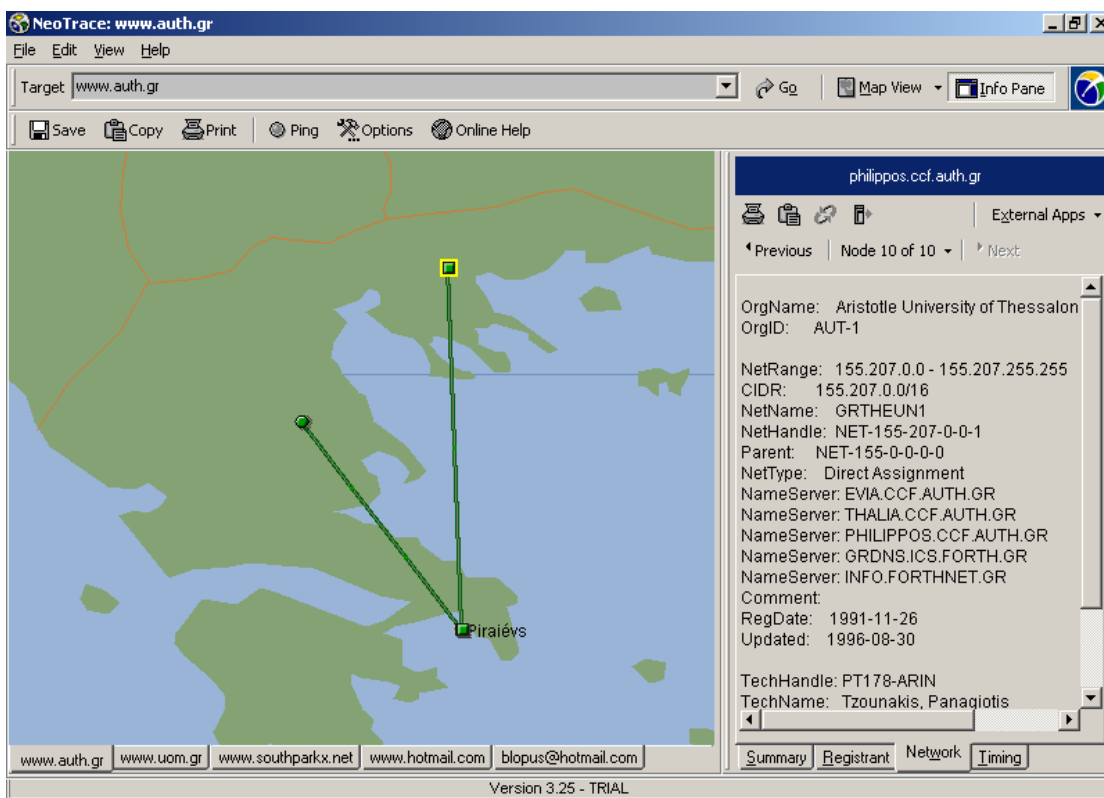 NeoTrace: www.auth.gr
File Edit View Help
Target www.auth.gr Go Map View Info Pane
Save Copy Print Ping Options Online Help
philippos.ccf.auth.gr
External Apps
Previous Node 10 of 10 Next
OrgName: Aristotle University of Thessalon
OrgID: AUT-1
NetRange: 155.207.0.0 - 155.207.255.255
CIDR: 155.207.0.0/16
NetName: GRTHEUN1
NetHandle: NET-155-207-0-0-1
Parent: NET-155-0-0-0-0
NetType: Direct Assignment
NameServer: EVIA.CCF.AUTH.GR
NameServer: THALIA.CCF.AUTH.GR
NameServer: PHILIPPOS.CCF.AUTH.GR
NameServer: GRDNS.ICS.FORTH.GR
NameServer: INFO.FORTHNET.GR
Comment:
RegDate: 1991-11-26
Updated: 1996-08-30
TechHandle: PT178-ARIN
TechName: Tzounakis, Panagiotis
Piraiévs
www.auth.gr www.uom.gr www.southparkx.net www.hotmail.com blopus@hotmail.com
Summary Registrant Network Timing
Version 3.25 - TRIAL